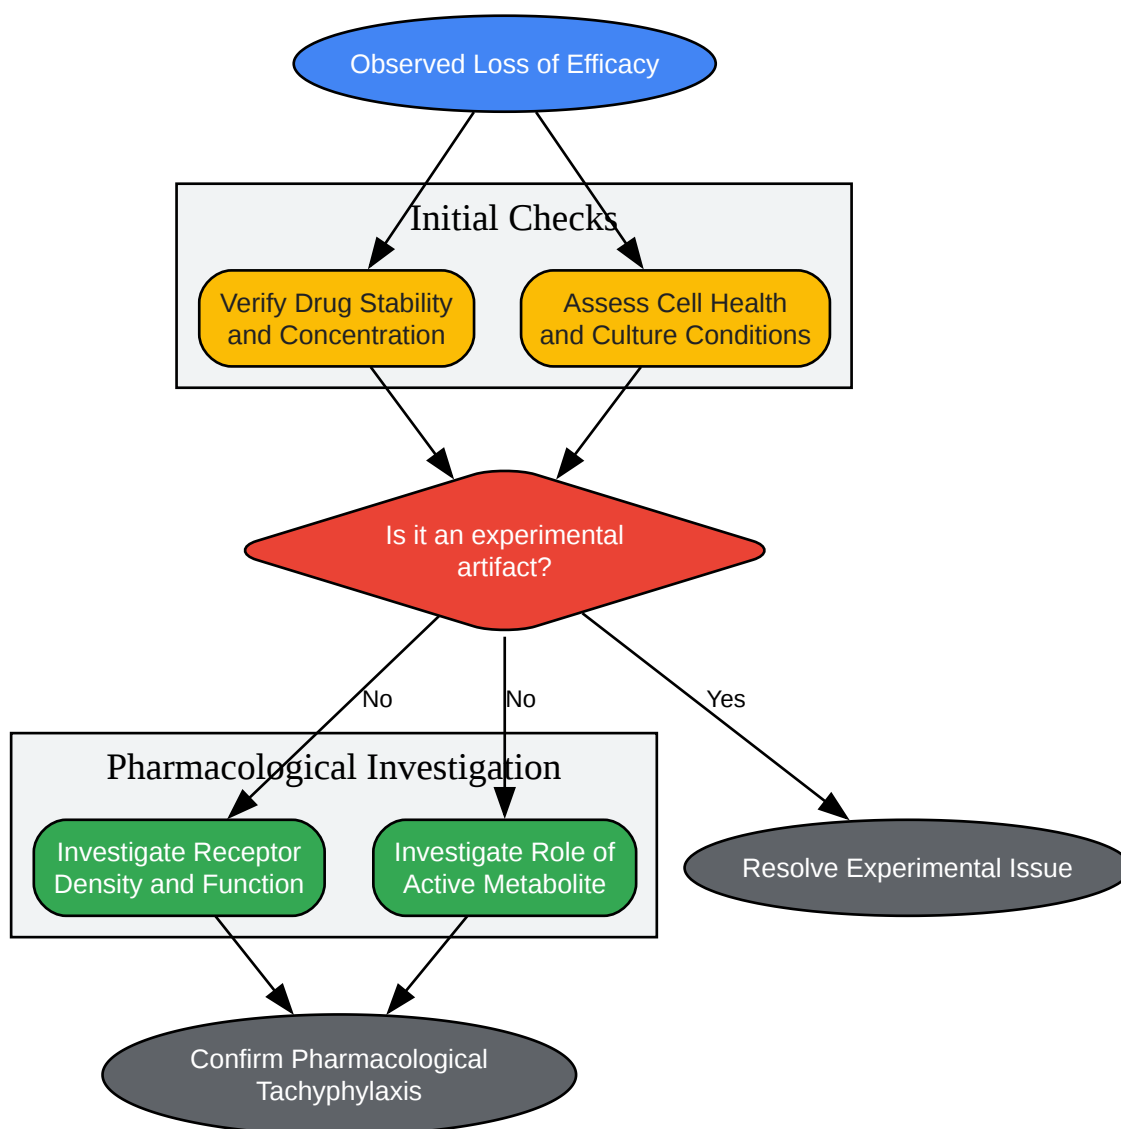 Observed Loss of Efficacy
Initial Checks
Verify Drug Stability
and Concentration
Assess Cell Health
and Culture Conditions
Is it an experimental
artifact?
No
No
Yes
Pharmacological Investigation
Investigate Receptor
Density and Function
Investigate Role of
Active Metabolite
Resolve Experimental Issue
Confirm Pharmacological
Tachyphylaxis